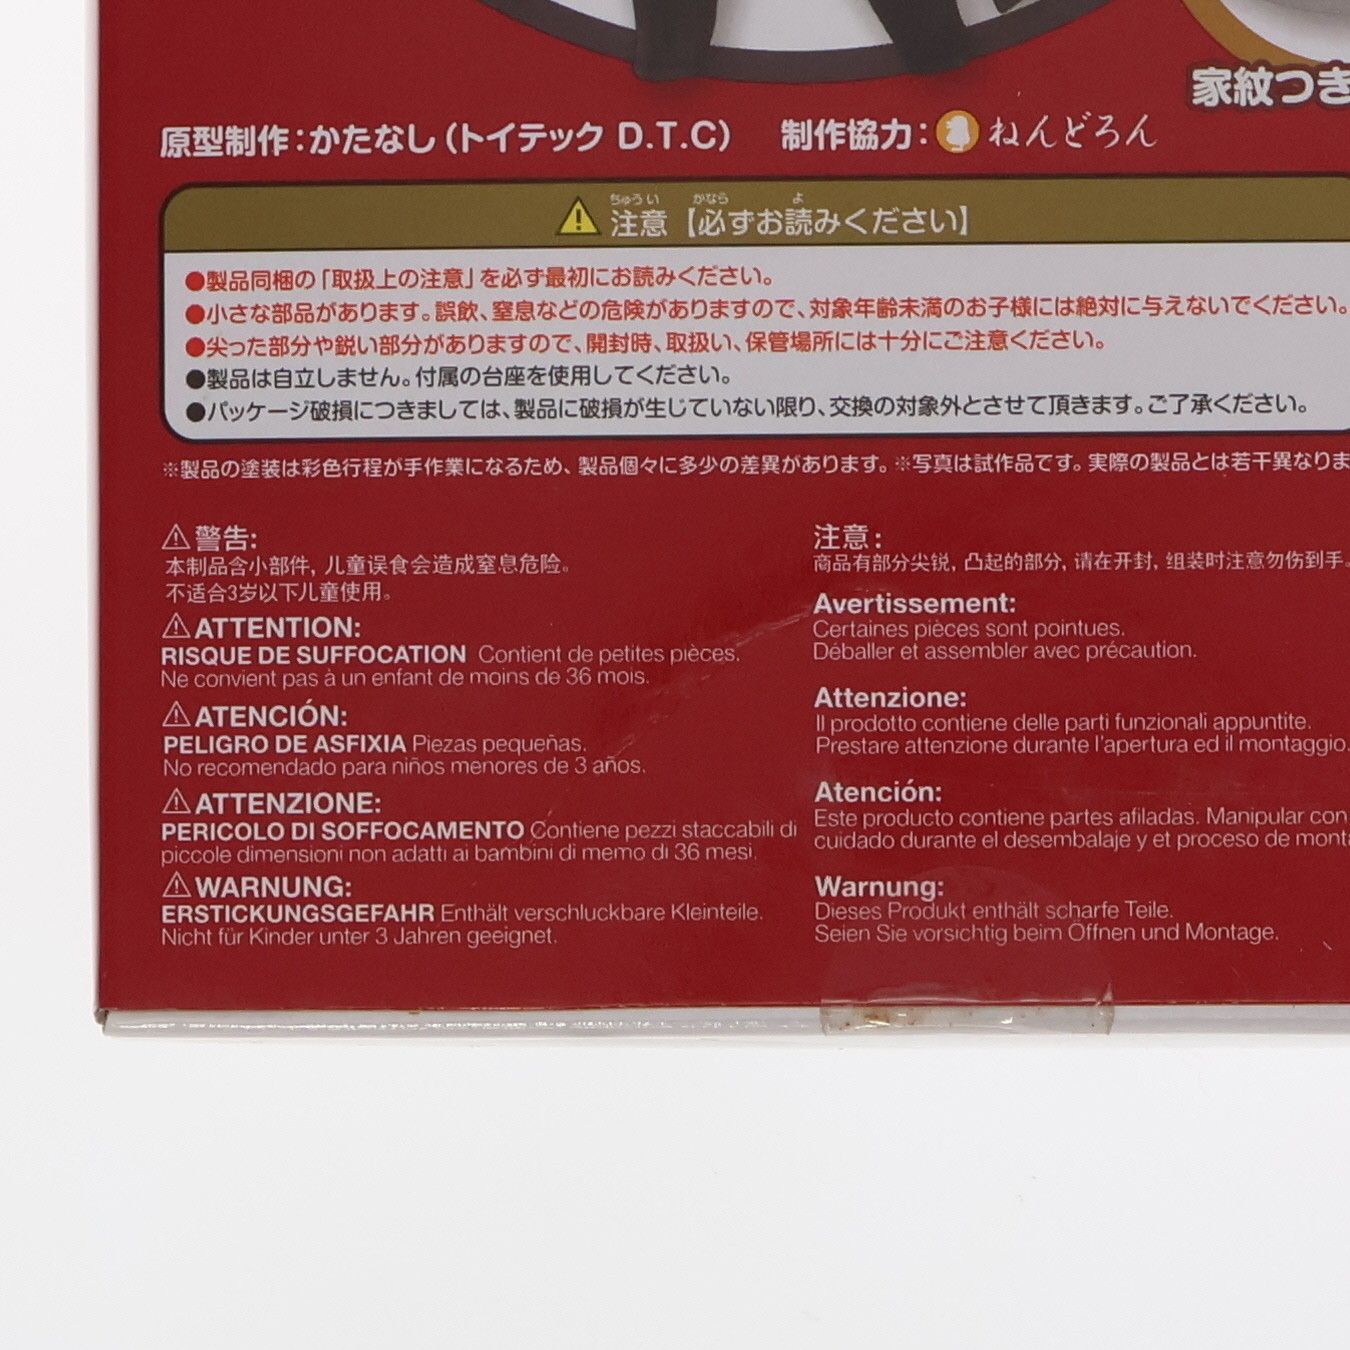 家紋つき
原型制作：かたなし（トイテック D.T.C）　制作協力：ねんどろん
ちゅうい　かなら　よ
注意【必ずお読みください】
●製品同梱の「取扱上の注意」を必ず最初にお読みください。
●小さな部品があります。誤飲、窒息などの危険がありますので、対象年齢未満のお子様には絶対に与えないでください。
●尖った部分や鋭い部分がありますので、開封時、取扱い、保管場所には十分にご注意ください。
●製品は自立しません。付属の台座を使用してください。
●パッケージ破損につきましては、製品に破損が生じていない限り、交換の対象外とさせて頂きます。ご了承ください。
※製品の塗装は彩色行程が手作業になるため、製品個々に多少の差異があります。※写真は試作品です。実際の製品とは若干異なりま
⚠警告:
本制品含小部件, 儿童误食会造成窒息危险。
不适合3岁以下儿童使用。
⚠ATTENTION:
RISQUE DE SUFFOCATION Contient de petites pièces.
Ne convient pas à un enfant de moins de 36 mois.
⚠ATENCIÓN:
PELIGRO DE ASFIXIA Piezas pequeñas.
No recomendado para niños menores de 3 años.
⚠ATTENZIONE:
PERICOLO DI SOFFOCAMENTO Contiene pezzi staccabili di
piccole dimensioni non adatti ai bambini di memo di 36 mesi.
⚠WARNUNG:
ERSTICKUNGSGEFAHR Enthält verschluckbare Kleinteile.
Nicht für Kinder unter 3 Jahren geeignet.
注意:
商品有部分尖锐, 凸起的部分, 请在开封, 组装时注意勿伤到手。
Avertissement:
Certaines pièces sont pointues.
Déballer et assembler avec précaution.
Attenzione:
Il prodotto contiene delle parti funzionali appuntite.
Prestare attenzione durante l'apertura ed il montaggio.
Atención:
Este producto contiene partes afiladas. Manipular con
cuidado durante el desembalaje y et proceso de mont
Warnung:
Dieses Produkt enthält scharfe Teile.
Seien Sie vorsichtig beim Öffnen und Montage.